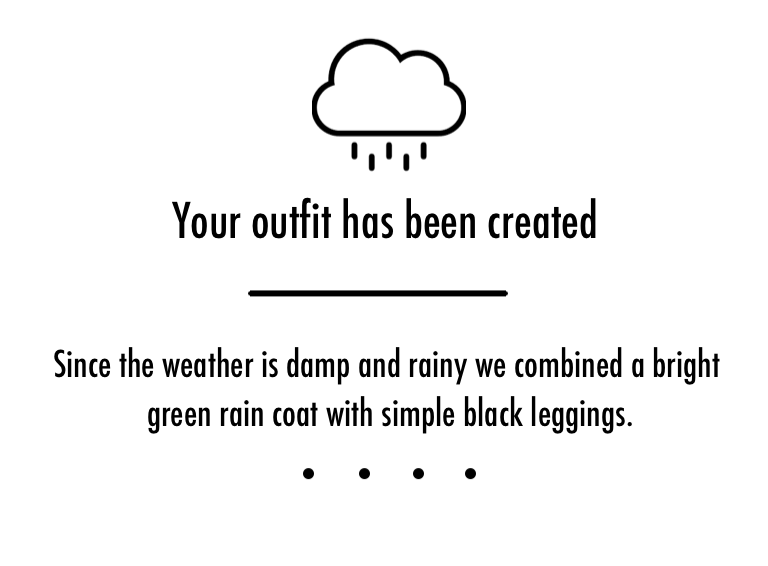 Your outfit has been created
Since the weather is damp and rainy we combined a bright
green rain coat with simple black leggings.